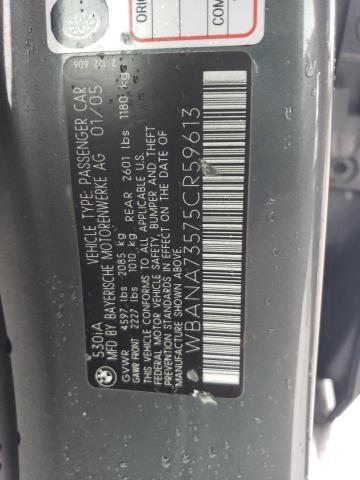 530iA
VEHICLE TYPE: PASSENGER CAR
MFD BY BAYERISCHE MOTORENWERKE AG 01/05
GVWR 4597 lbs 2085 kg
GAWR FRONT 2227 lbs 1010 kg REAR 2601 lbs 1180 kg
THIS VEHICLE CONFORMS TO ALL APPLICABLE
FEDERAL MOTOR VEHICLE SAFETY BUMPER AND THEFT
PREVENTION STANDARDS IN EFFECT ON THE DATE OF
MANUFACTURE SHOWN ABOVE
WBANA73575CR59613
ORI
COM